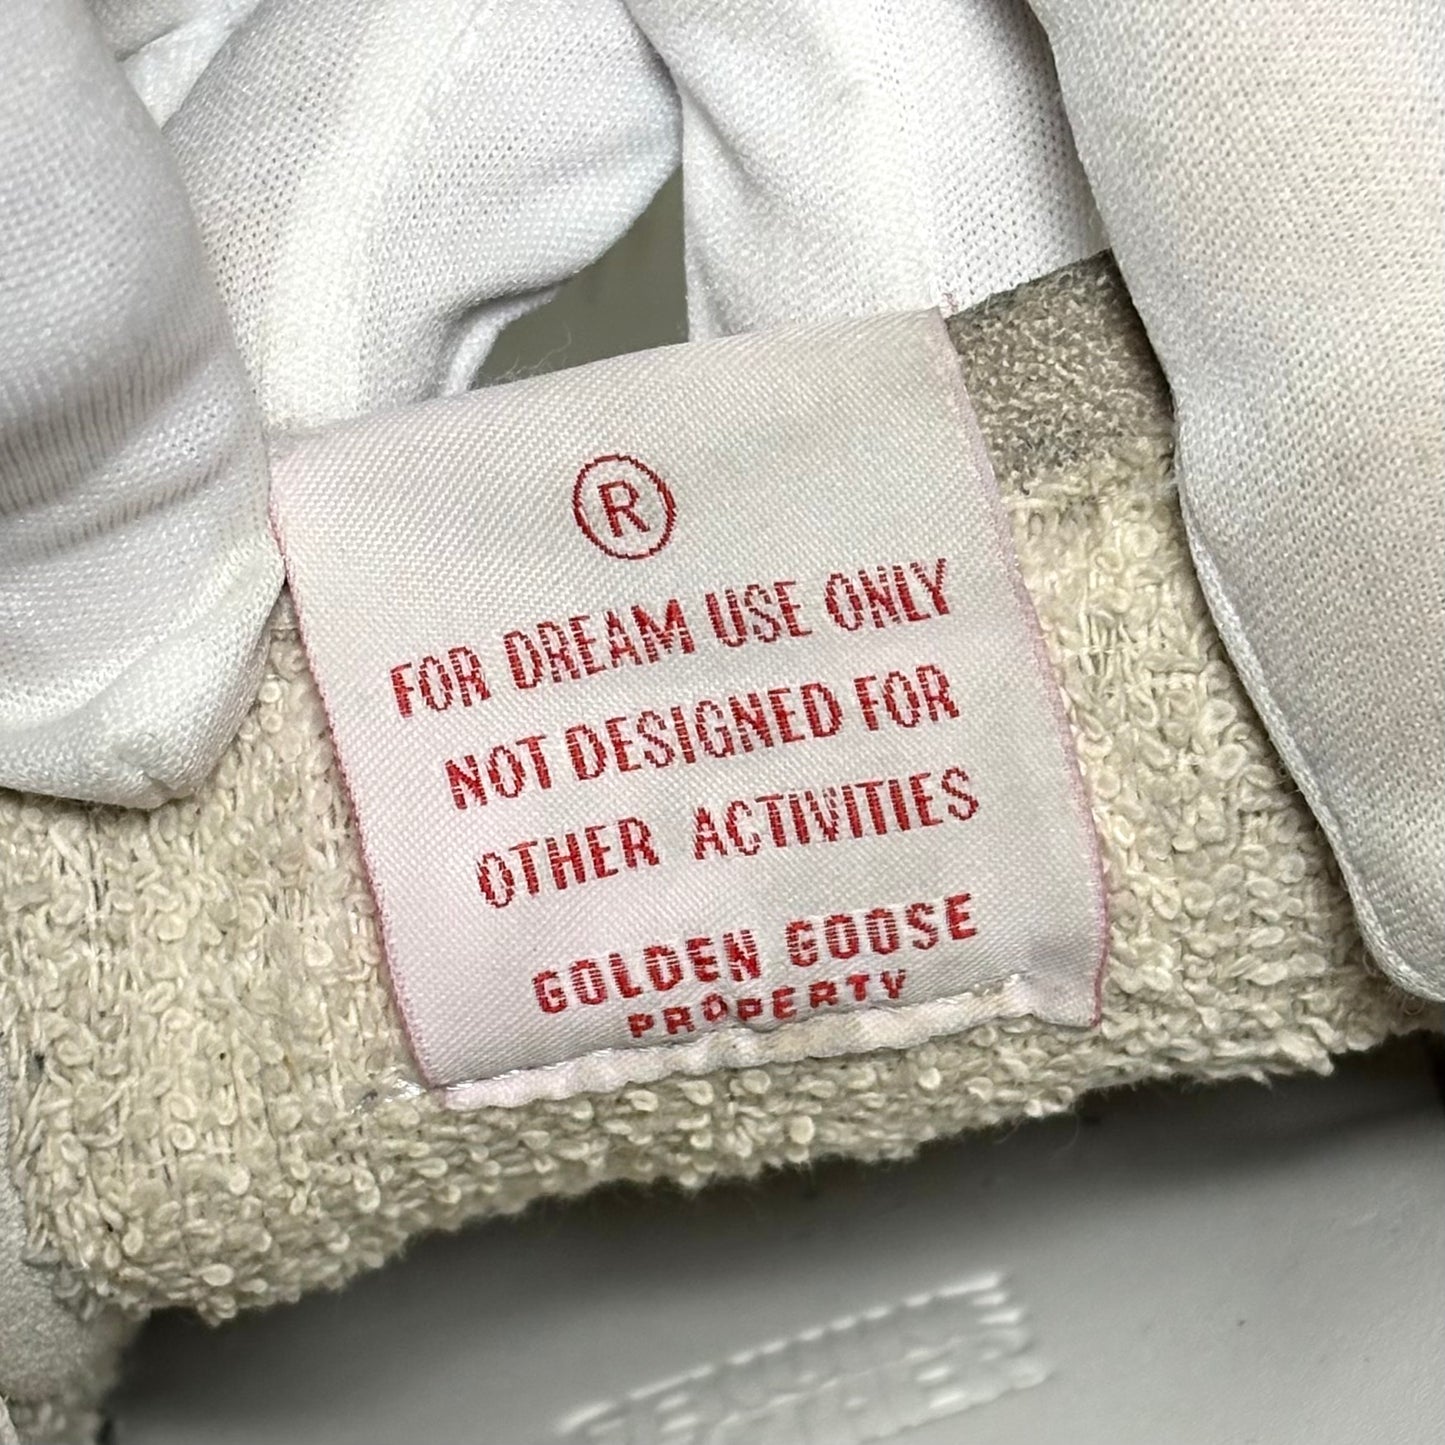 ®
FOR DREAM USE ONLY
NOT DESIGNED FOR
OTHER ACTIVITIES
GOLDEN GOOSE
PROPERTY